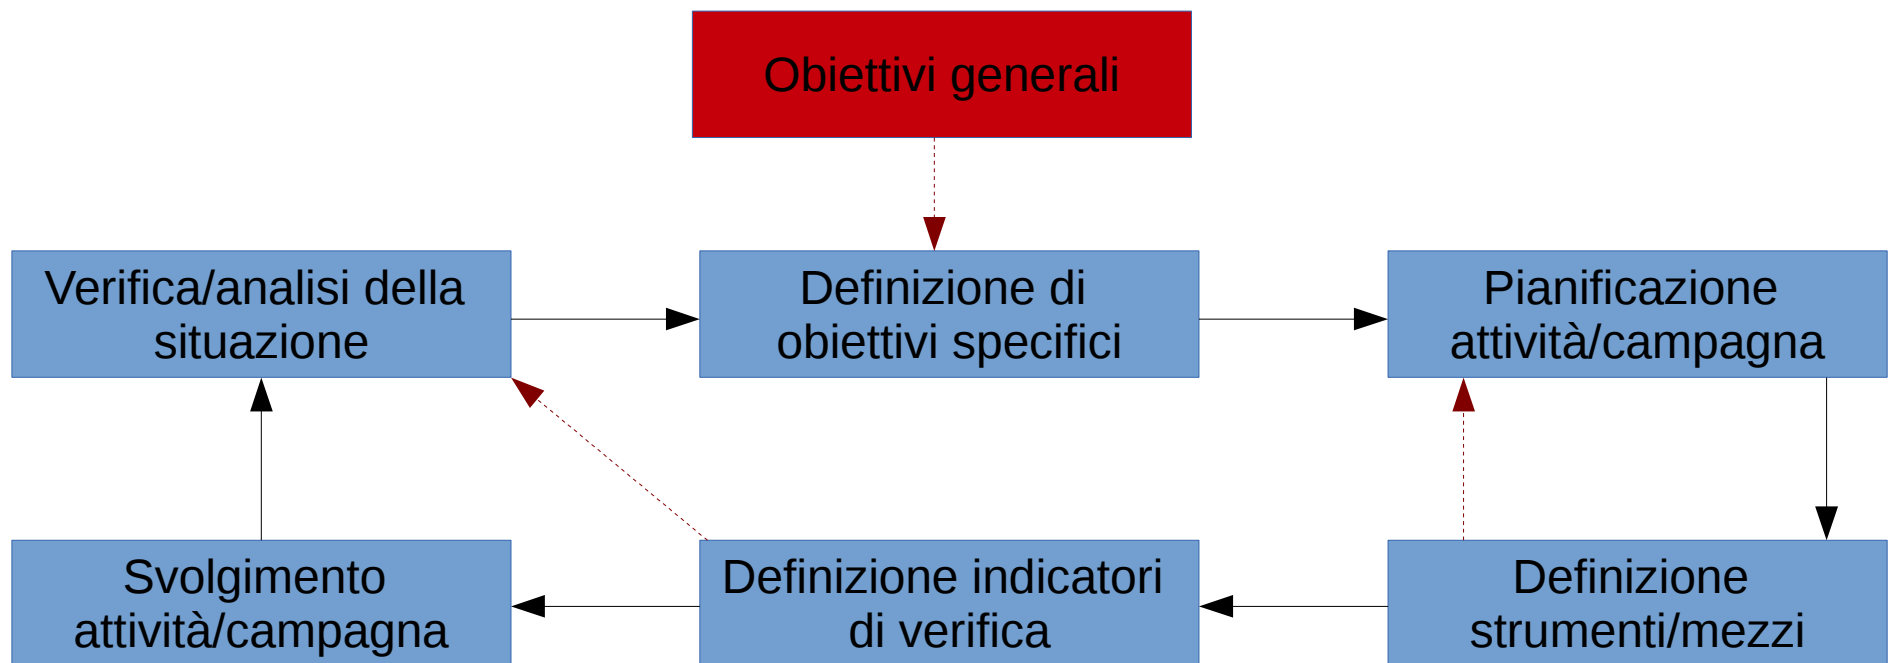 Obiettivi generali
Verifica/analisi della
situazione
Definizione di
obiettivi specifici
Pianificazione
attività/campagna
Svolgimento
attività/campagna
Definizione indicatori
di verifica
Definizione
strumenti/mezzi